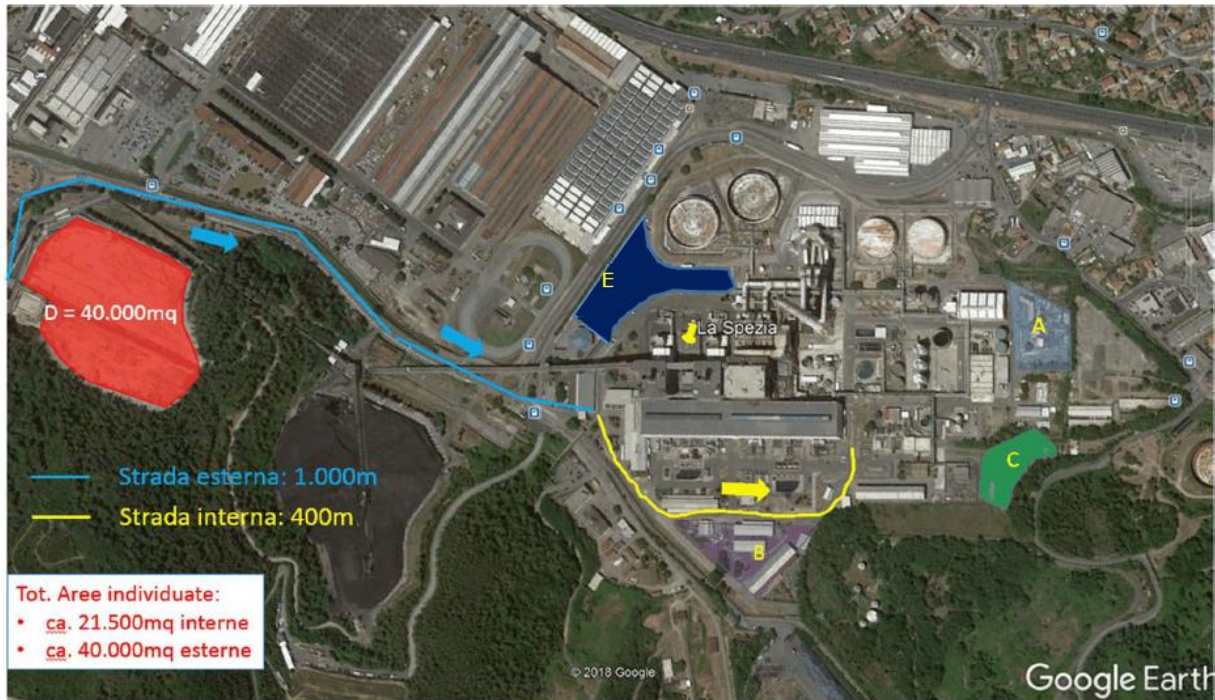 E
A
La Spezia
D = 40.000mq
C
Strada esterna: 1.000m
Strada interna: 400m
B
Tot. Aree individuate:
• ca. 21.500mq interne
• ca. 40.000mq esterne
© 2018 Google
Google Earth